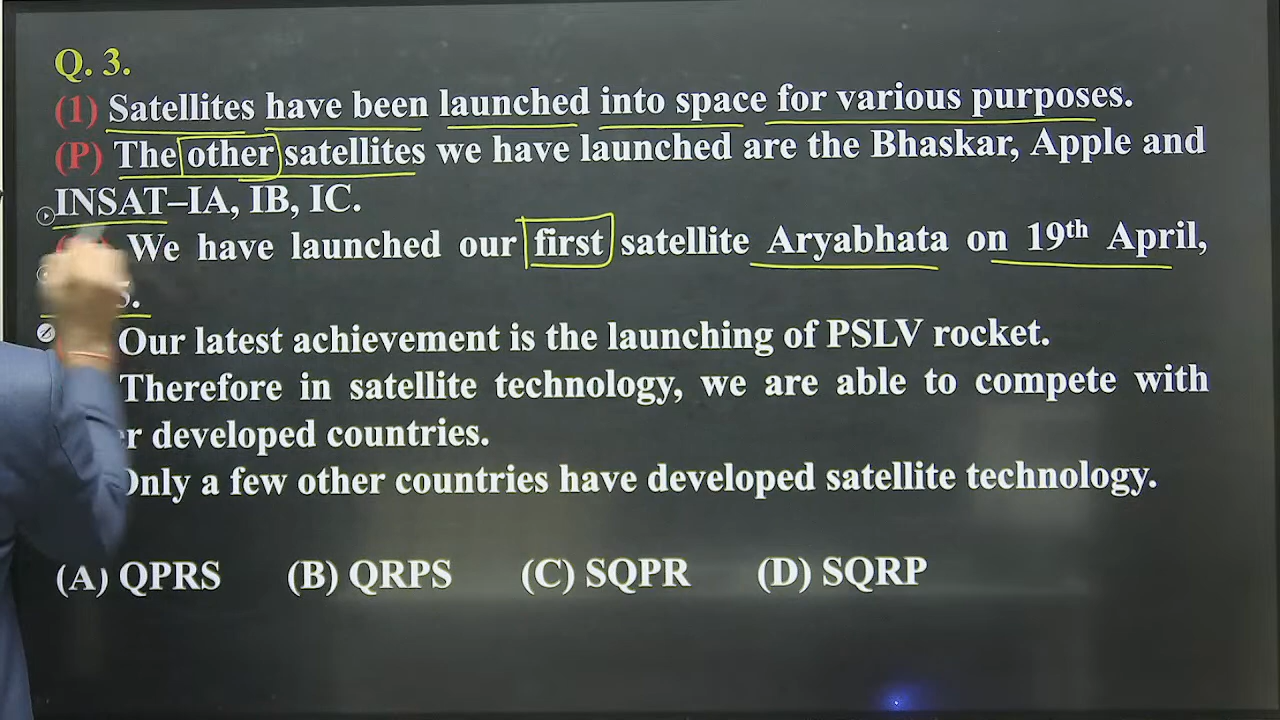 Q. 3.
(1) Satellites have been launched into space for various purposes.
(P) The other satellites we have launched are the Bhaskar, Apple and
INSAT–IA, IB, IC.
We have launched our first satellite Aryabhata on 19th April,
5.
Our latest achievement is the launching of PSLV rocket.
Therefore in satellite technology, we are able to compete with
developed countries.
Only a few other countries have developed satellite technology.
(A) QPRS (B) QRPS (C) SQPR (D) SQRP